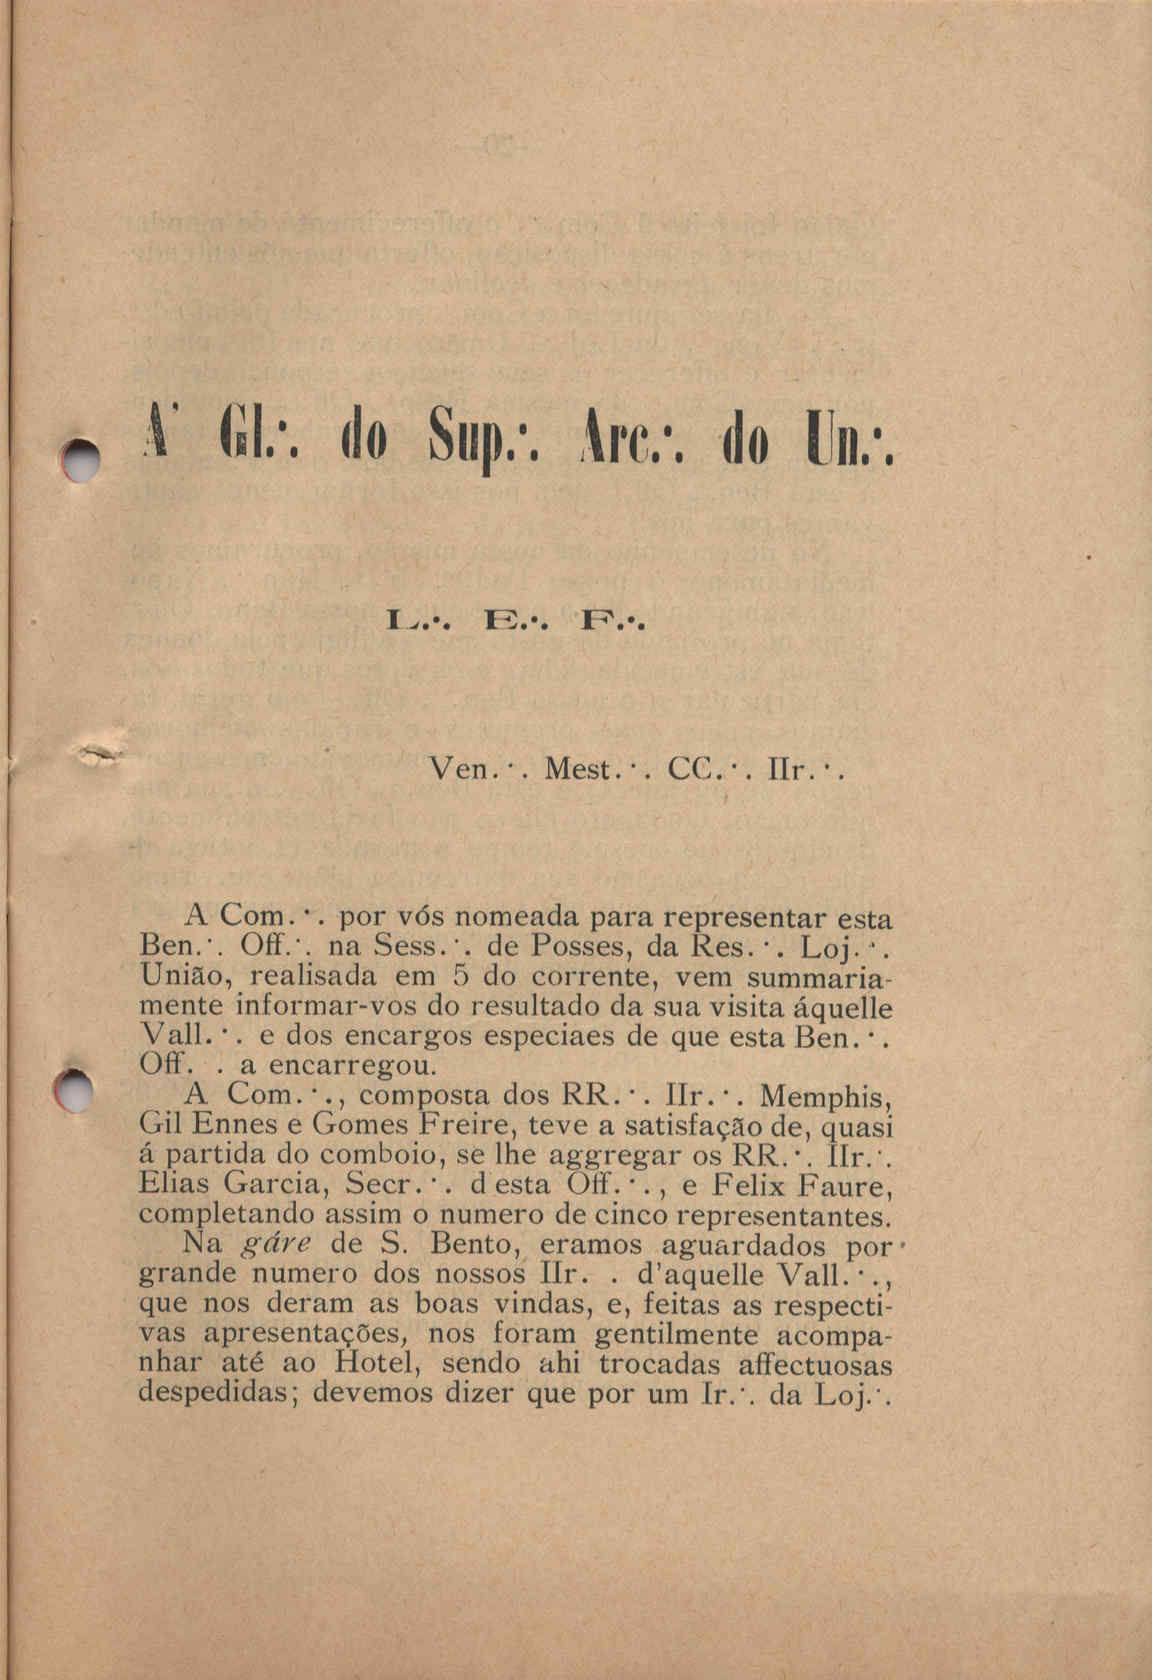 A' Gl.·. do Sup.·. Arc.·. do Un.·.
L.·. E.·. F.·.
Ven.·. Mest.·. CC.·. IIr.·.
A Com.·. por vós nomeada para representar esta
Ben.·. Off.·. na Sess.·. de Posses, da Res.·. Loj.·.
União, realisada em 5 do corrente, vem summaria-
mente informar-vos do resultado da sua visita áquelle
Vall.·. e dos encargos especiaes de que esta Ben.·.
Off. . a encarregou.
A Com.·., composta dos RR.·. IIr.·. Memphis,
Gil Ennes e Gomes Freire, teve a satisfação de, quasi
á partida do comboio, se lhe aggregar os RR.·. IIr.·.
Elias Garcia, Secr.·. d esta Off.·., e Felix Faure,
completando assim o numero de cinco representantes.
Na gáre de S. Bento, eramos aguardados por
grande numero dos nossos IIr. . d'aquelle Vall.·.,
que nos deram as boas vindas, e, feitas as respecti-
vas apresentações, nos foram gentilmente acompa-
nhar até ao Hotel, sendo ahi trocadas affectuosas
despedidas; devemos dizer que por um Ir.·. da Loj.·.